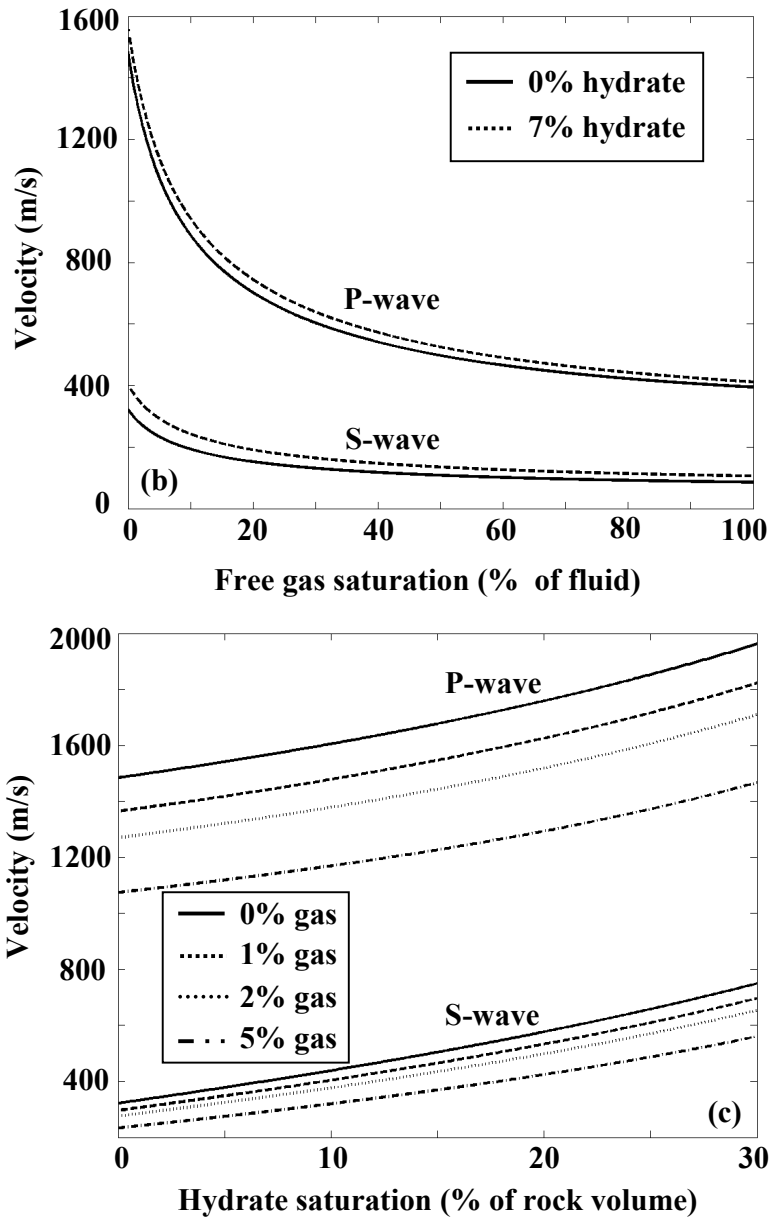 1600
1200
800
400
0
Velocity (m/s)
0% hydrate
7% hydrate
P-wave
S-wave
(b)
0 20 40 60 80 100
Free gas saturation (% of fluid)
2000
1600
1200
800
400
Velocity (m/s)
P-wave
0% gas
1% gas
2% gas
5% gas
S-wave
(c)
0 10 20 30
Hydrate saturation (% of rock volume)